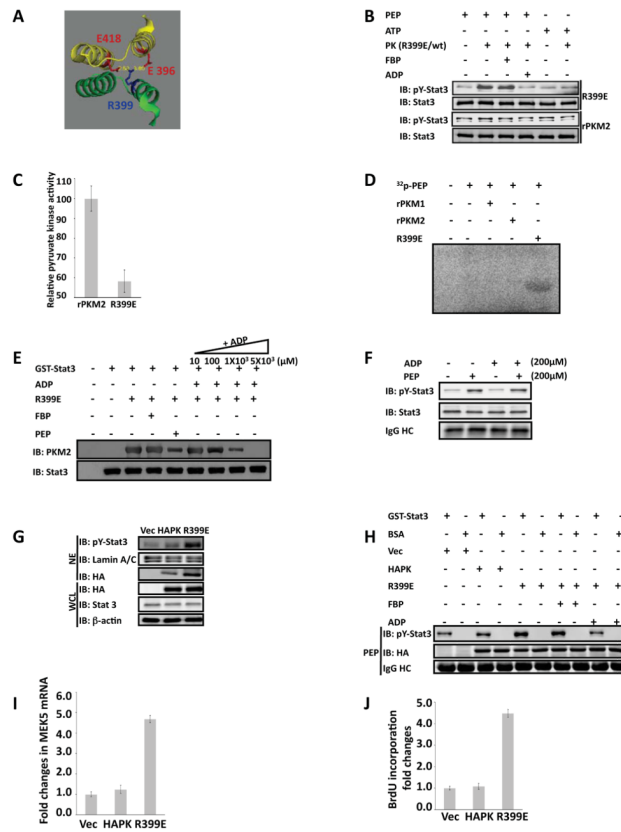 A
E418
E 396
R399
B
PEP + + + + - -
ATP - - - - + +
PK (R399E/wt) - + + + - +
FBP - - + - - -
ADP - - - + - -
IB: pY-Stat3
IB: Stat3
R399E
IB: pY-Stat3
IB: Stat3
rPKM2
C
Relative pyruvate kinase activity
110
100
90
80
70
60
50
rPKM2 R399E
D
32p-PEP - + + + +
rPKM1 - - + - -
rPKM2 - - - + -
R399E - - - - +
E
+ ADP
10 100 1X103 5X103 (μM)
GST-Stat3 - + + + + + + + +
ADP - - - - - + + + +
R399E - - + + + + + + +
FBP - - - + - - - - -
PEP - - - - + - - - -
IB: PKM2
IB: Stat3
F
ADP - - + + (200μM)
PEP - + - + (200μM)
IB: pY-Stat3
IB: Stat3
IgG HC
G
Vec HAPK R399E
NE
IB: pY-Stat3
IB: Lamin A/C
IB: HA
WCL
IB: HA
IB: Stat 3
IB: β-actin
H
GST-Stat3 + - + - + - + - + -
BSA - + - + - + - + - +
Vec + + - - - - - - - -
HAPK - - + + - - - - - -
R399E - - - - + + + + + +
FBP - - - - - - + + - -
ADP - - - - - - - - + +
PEP
IB: pY-Stat3
IB: HA
IgG HC
I
Fold changes in MEK5 mRNA
5.0
4.0
3.0
2.0
1.0
0
Vec HAPK R399E
J
BrdU incorporation
fold changes
5.0
4.0
3.0
2.0
1.0
0
Vec HAPK R399E